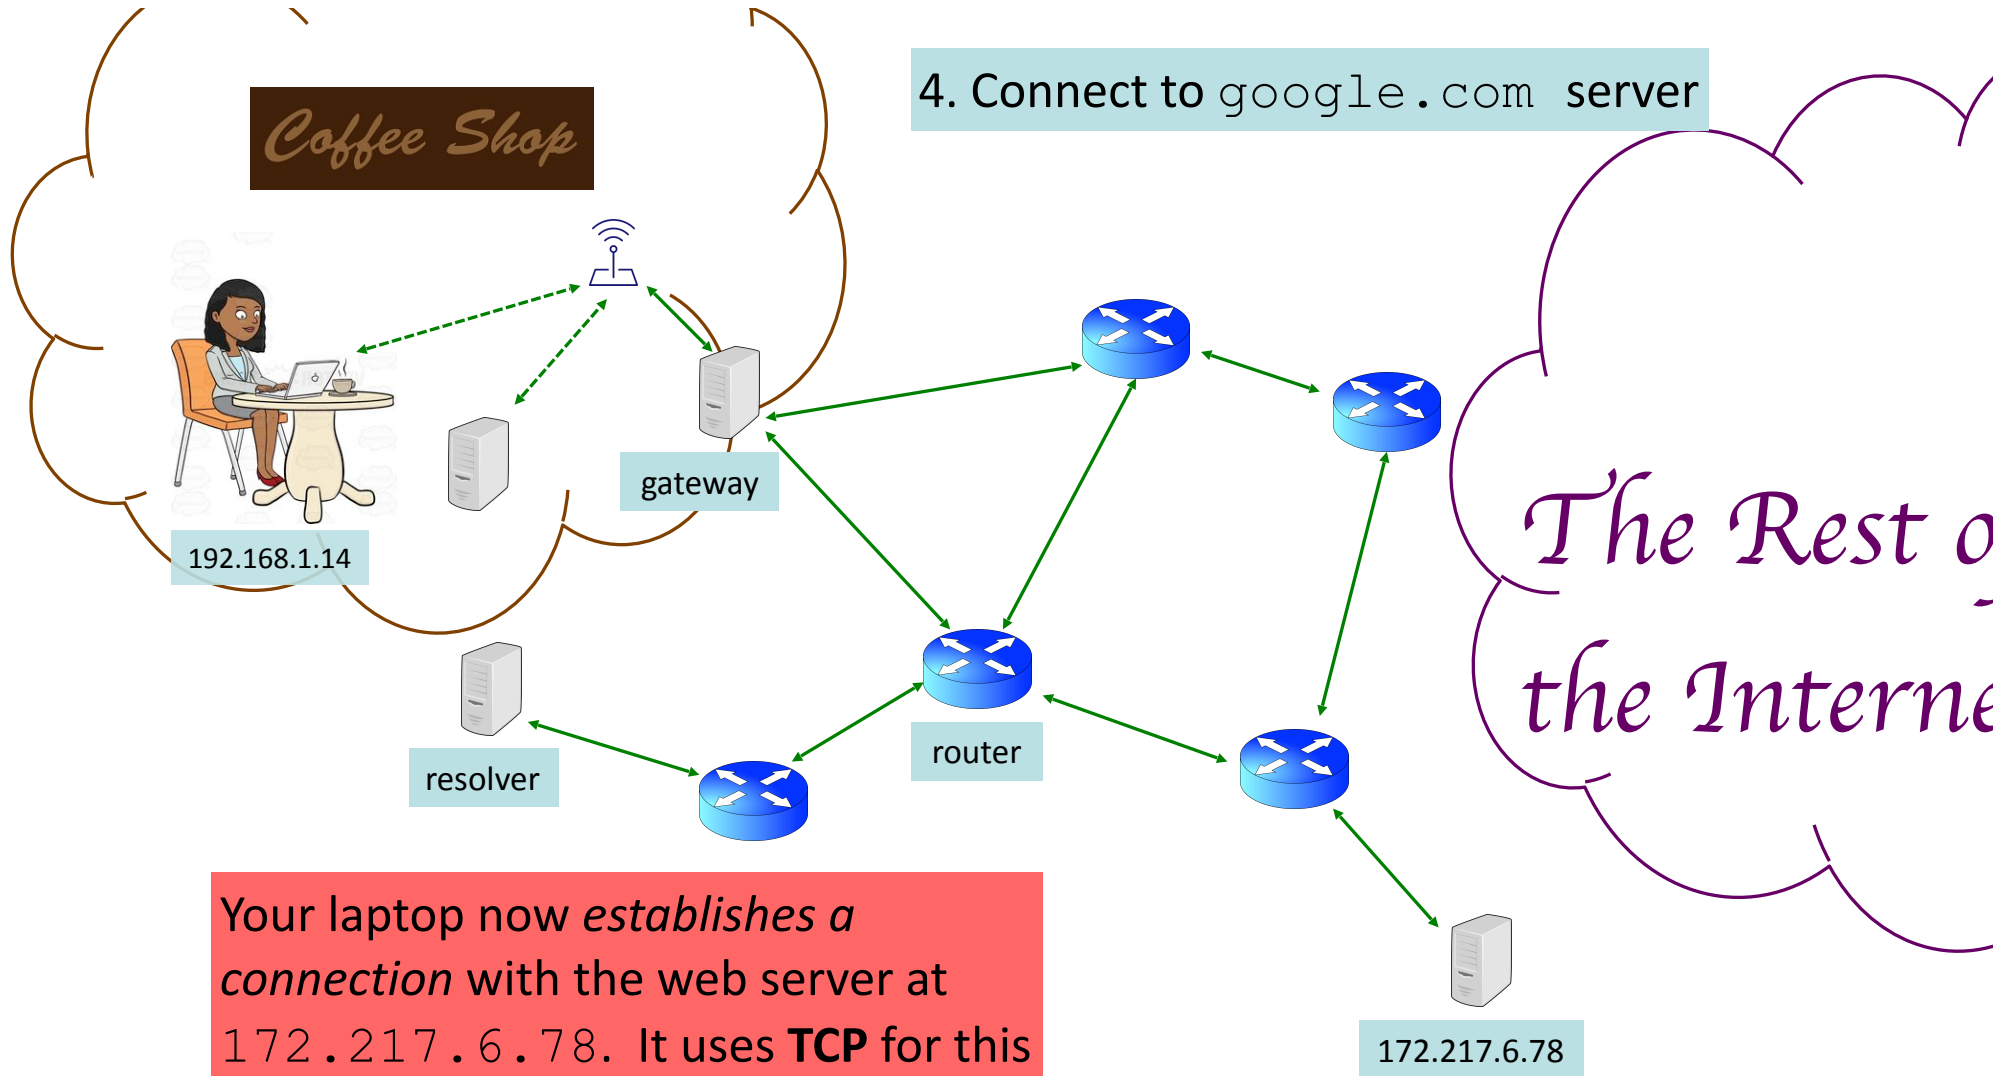 4. Connect to google.com server
Coffee Shop
gateway
192.168.1.14
The Rest o
the Interne
router
resolver
Your laptop now establishes a
connection with the web server at
172.217.6.78. It uses TCP for this
172.217.6.78